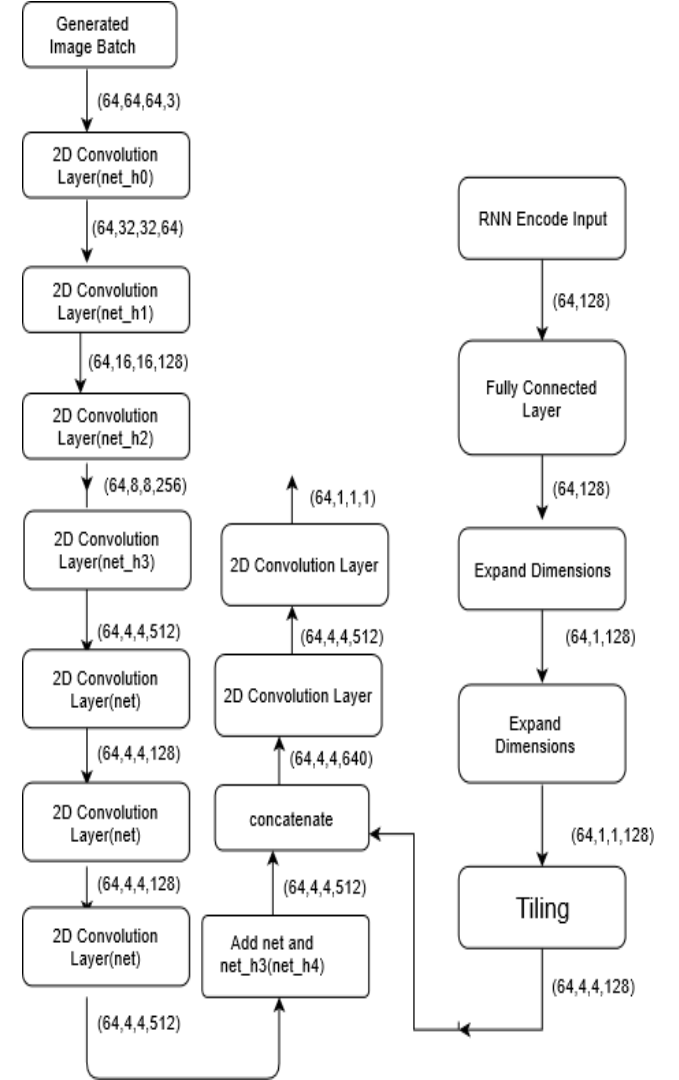 Generated
Image Batch
(64,64,64,3)
2D Convolution
Layer(net_h0)
(64,32,32,64)
2D Convolution
Layer(net_h1)
(64,16,16,128)
2D Convolution
Layer(net_h2)
(64,8,8,256)
2D Convolution
Layer(net_h3)
(64,4,4,512)
2D Convolution
Layer(net)
(64,4,4,128)
2D Convolution
Layer(net)
(64,4,4,128)
2D Convolution
Layer(net)
(64,4,4,512)
Add net and
net_h3(net_h4)
(64,4,4,512)
concatenate
(64,4,4,640)
2D Convolution Layer
(64,4,4,512)
2D Convolution Layer
(64,1,1,1)
RNN Encode Input
(64,128)
Fully Connected
Layer
(64,128)
Expand Dimensions
(64,1,128)
Expand
Dimensions
(64,1,1,128)
Tiling
(64,4,4,128)